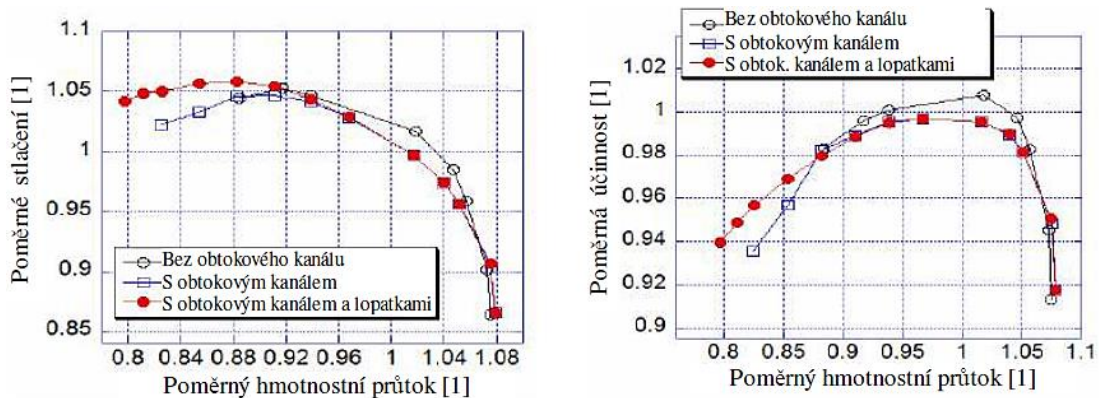 Poměrné stlačení [1]
1.1
1.05
1
0.95
0.9
0.85
Bez obtokového kanálu
S obtokovým kanálem
S obtokovým kanálem a lopatkami
0.8 0.84 0.88 0.92 0.96 1 1.04 1.08
Poměrný hmotnostní průtok [1]
Poměrná účinnost [1]
Bez obtokového kanálu
S obtokovým kanálem
S obtok. kanálem a lopatkami
1.02
1
0.98
0.96
0.94
0.92
0.9
0.8 0.85 0.9 0.95 1 1.05 1.1
Poměrný hmotnostní průtok [1]